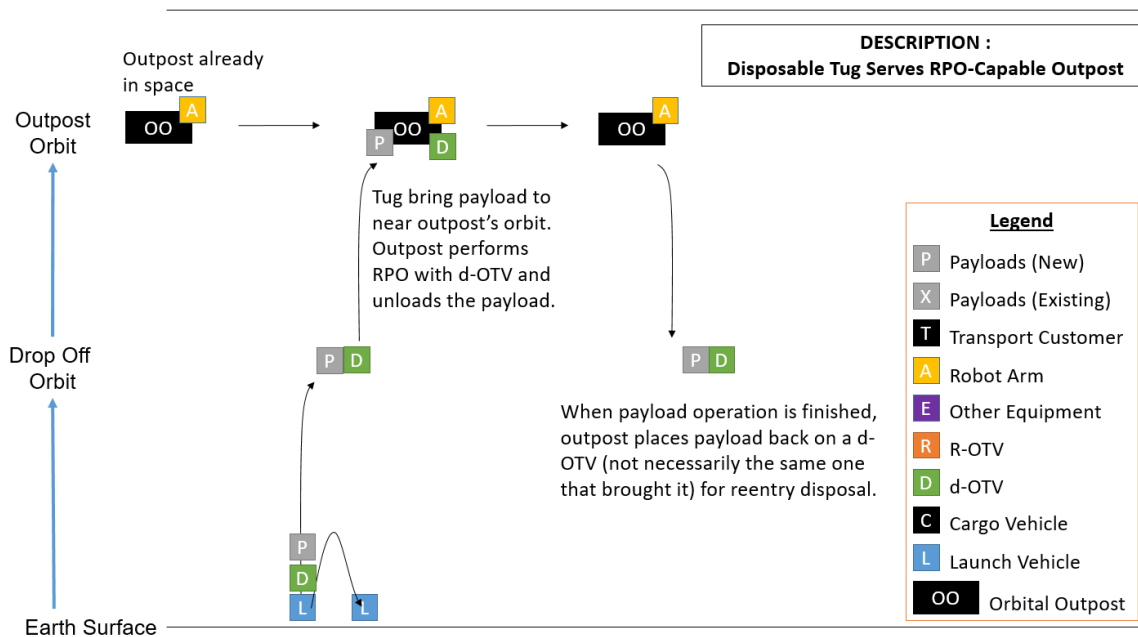 DESCRIPTION :
Disposable Tug Serves RPO-Capable Outpost
Outpost already
in space
Outpost
Orbit
OO
A
OO
A
P
D
OO
A
Tug bring payload to
near outpost’s orbit.
Outpost performs
RPO with d-OTV and
unloads the payload.
Drop Off
Orbit
P
D
P
D
When payload operation is finished,
outpost places payload back on a d-
OTV (not necessarily the same one
that brought it) for reentry disposal.
P
D
L
L
Earth Surface
Legend
P Payloads (New)
X Payloads (Existing)
T Transport Customer
A Robot Arm
E Other Equipment
R R-OTV
D d-OTV
C Cargo Vehicle
L Launch Vehicle
OO Orbital Outpost